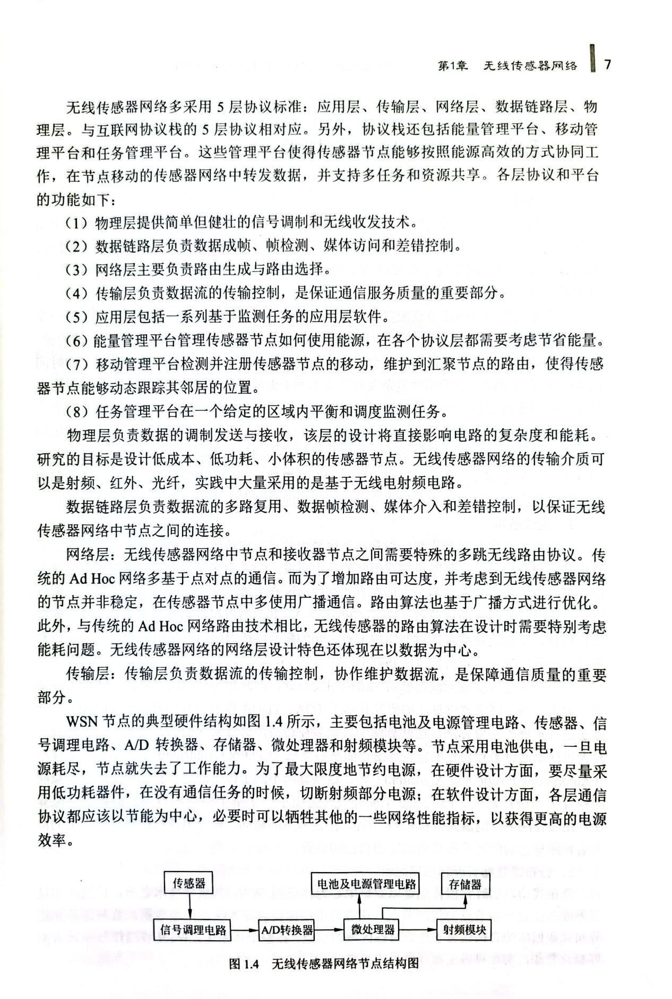 第1章 无线传感器网络 7
无线传感器网络多采用 5 层协议标准：应用层、传输层、网络层、数据链路层、物
理层。与互联网协议栈的 5 层协议相对应。另外，协议栈还包括能量管理平台、移动管
理平台和任务管理平台。这些管理平台使得传感器节点能够按照能源高效的方式协同工
作，在节点移动的传感器网络中转发数据，并支持多任务和资源共享。各层协议和平台
的功能如下：
（1）物理层提供简单但健壮的信号调制和无线收发技术。
（2）数据链路层负责数据成帧、帧检测、媒体访问和差错控制。
（3）网络层主要负责路由生成与路由选择。
（4）传输层负责数据流的传输控制，是保证通信服务质量的重要部分。
（5）应用层包括一系列基于监测任务的应用层软件。
（6）能量管理平台管理传感器节点如何使用能源，在各个协议层都需要考虑节省能量。
（7）移动管理平台检测并注册传感器节点的移动，维护到汇聚节点的路由，使得传感
器节点能够动态跟踪其邻居的位置。
（8）任务管理平台在一个给定的区域内平衡和调度监测任务。
物理层负责数据的调制发送与接收，该层的设计将直接影响电路的复杂度和能耗。
研究的目标是设计低成本、低功耗、小体积的传感器节点。无线传感器网络的传输介质可
以是射频、红外、光纤，实践中大量采用的是基于无线电射频电路。
数据链路层负责数据流的多路复用、数据帧检测、媒体介入和差错控制，以保证无线
传感器网络中节点之间的连接。
网络层：无线传感器网络中节点和接收器节点之间需要特殊的多跳无线路由协议。传
统的 Ad Hoc 网络多基于点对点的通信。而为了增加路由可达度，并考虑到无线传感器网络
的节点并非稳定，在传感器节点中多使用广播通信。路由算法也基于广播方式进行优化。
此外，与传统的 Ad Hoc 网络路由技术相比，无线传感器的路由算法在设计时需要特别考虑
能耗问题。无线传感器网络的网络层设计特色还体现在以数据为中心。
传输层：传输层负责数据流的传输控制，协作维护数据流，是保障通信质量的重要
部分。
WSN 节点的典型硬件结构如图 1.4 所示，主要包括电池及电源管理电路、传感器、信
号调理电路、A/D 转换器、存储器、微处理器和射频模块等。节点采用电池供电，一旦电
源耗尽，节点就失去了工作能力。为了最大限度地节约电源，在硬件设计方面，要尽量采
用低功耗器件，在没有通信任务的时候，切断射频部分电源；在软件设计方面，各层通信
协议都应该以节能为中心，必要时可以牺牲其他的一些网络性能指标，以获得更高的电源
效率。
传感器 电池及电源管理电路 存储器
信号调理电路 A/D转换器 微处理器 射频模块
图 1.4 无线传感器网络节点结构图